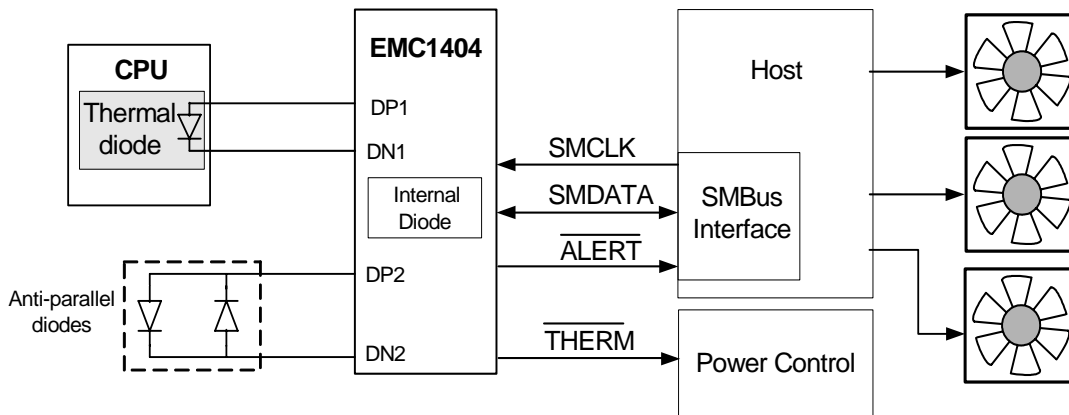 CPU
Thermal
diode
EMC1404
DP1
DN1
Internal
Diode
DP2
DN2
Anti-parallel
diodes
SMCLK
SMDATA
ALERT
THERM
Host
SMBus
Interface
Power Control